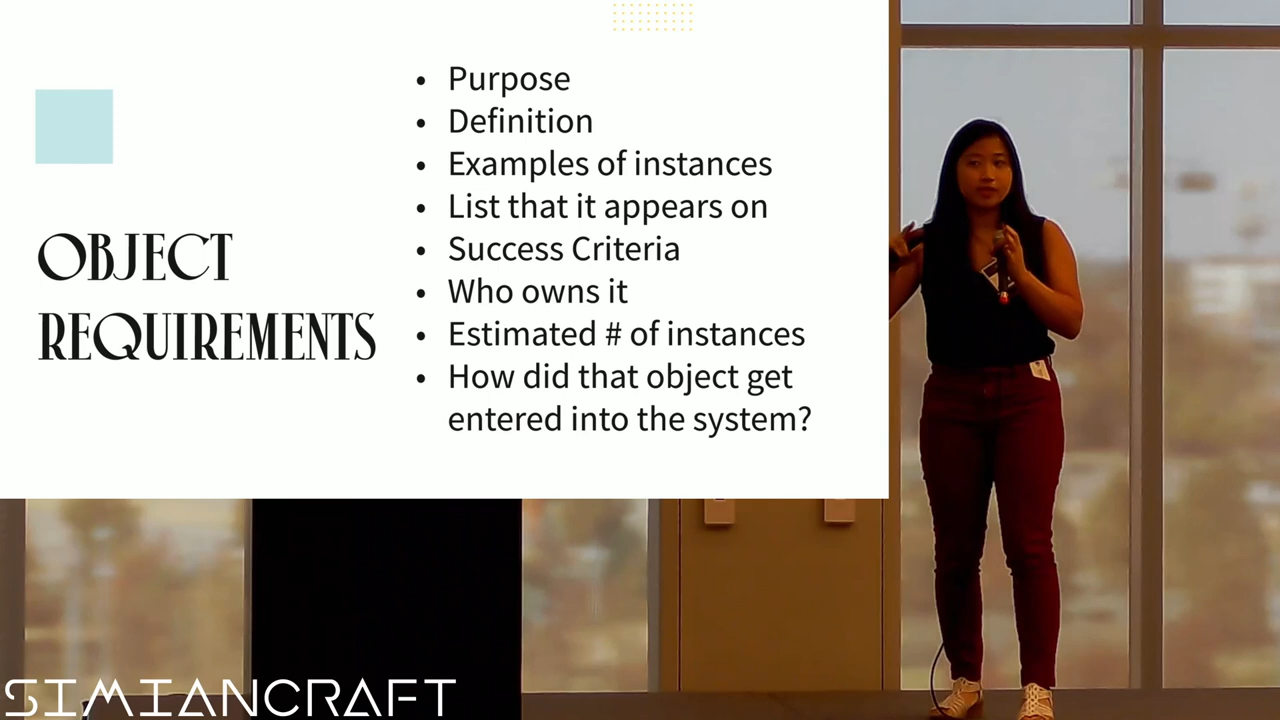 OBJECT
REQUIREMENTS
• Purpose
• Definition
• Examples of instances
• List that it appears on
• Success Criteria
• Who owns it
• Estimated # of instances
• How did that object get
entered into the system?
SIMIANCRAFT